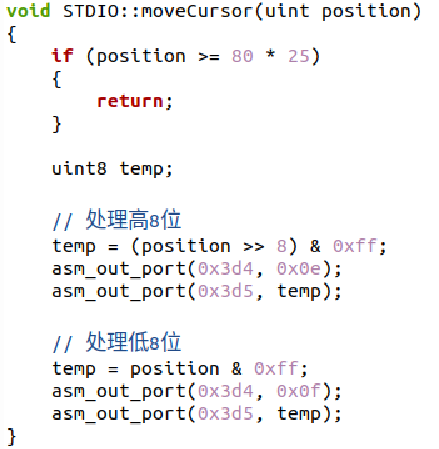 void STDIO::moveCursor(uint position)
{
    if (position >= 80 * 25)
    {
        return;
    }

    uint8 temp;

    // 处理高8位
    temp = (position >> 8) & 0xff;
    asm_out_port(0x3d4, 0x0e);
    asm_out_port(0x3d5, temp);

    // 处理低8位
    temp = position & 0xff;
    asm_out_port(0x3d4, 0x0f);
    asm_out_port(0x3d5, temp);
}